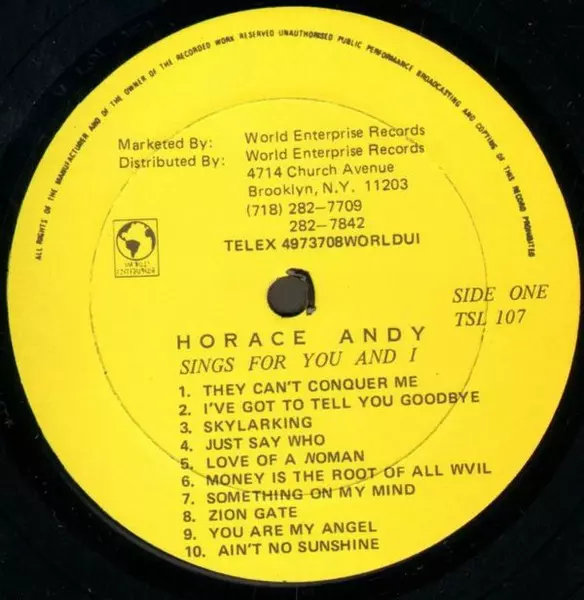 ALL RIGHTS OF THE MANUFACTURER AND OF THE OWNER OF THE RECORDED WORK RESERVED UNAUTHORISED PUBLIC PERFORMANCE BROADCASTING AND COPYING OF THIS RECORD PROHIBITED
Marketed By: World Enterprise Records
Distributed By: World Enterprise Records
4714 Church Avenue
Brooklyn, N.Y. 11203
(718) 282-7709
282-7842
TELEX 4973708WORLDUI
WORLD
ENTERPRISE
SIDE ONE
TSL 107
HORACE ANDY
SINGS FOR YOU AND I
1. THEY CAN'T CONQUER ME
2. I'VE GOT TO TELL YOU GOODBYE
3. SKYLARKING
4. JUST SAY WHO
5. LOVE OF A WOMAN
6. MONEY IS THE ROOT OF ALL WVIL
7. SOMETHING ON MY MIND
8. ZION GATE
9. YOU ARE MY ANGEL
10. AIN'T NO SUNSHINE